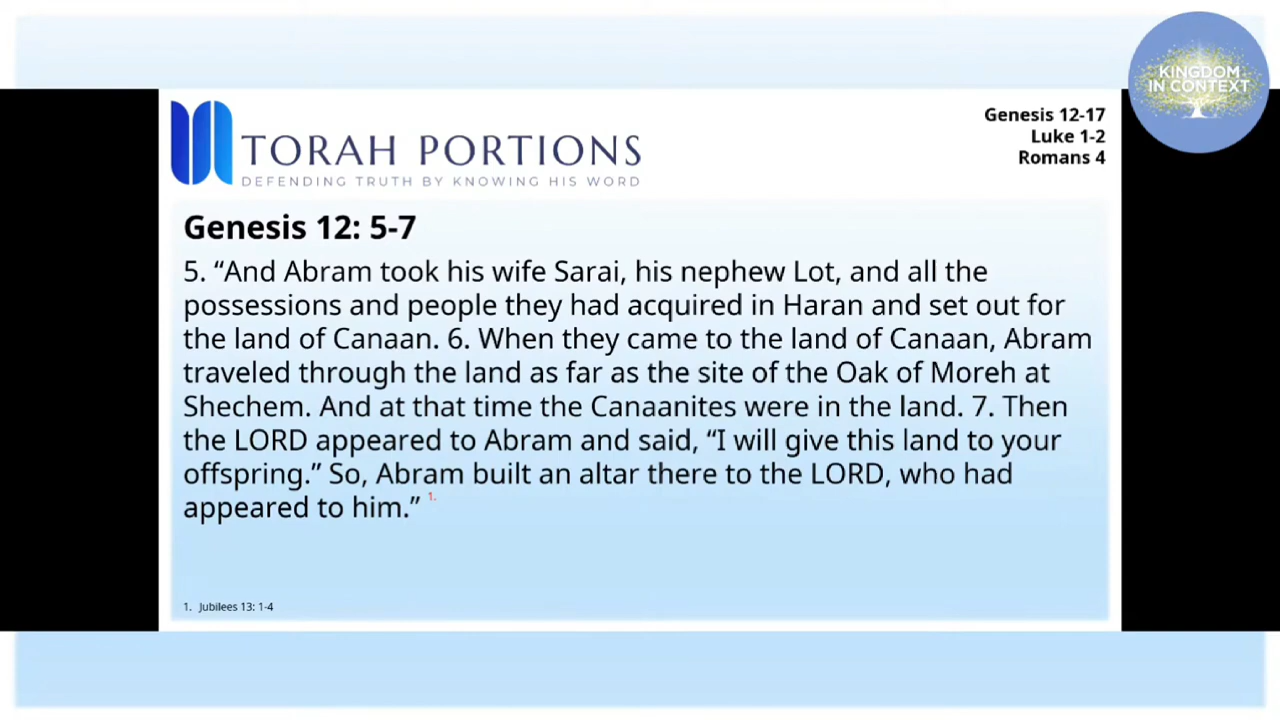 KINGDOM
IN CONTEXT
TORAH PORTIONS
DEFENDING TRUTH BY KNOWING HIS WORD
Genesis 12-17
Luke 1-2
Romans 4
Genesis 12: 5-7
5. “And Abram took his wife Sarai, his nephew Lot, and all the
possessions and people they had acquired in Haran and set out for
the land of Canaan. 6. When they came to the land of Canaan, Abram
traveled through the land as far as the site of the Oak of Moreh at
Shechem. And at that time the Canaanites were in the land. 7. Then
the LORD appeared to Abram and said, “I will give this land to your
offspring.” So, Abram built an altar there to the LORD, who had
appeared to him.” 1.
1. Jubilees 13: 1-4